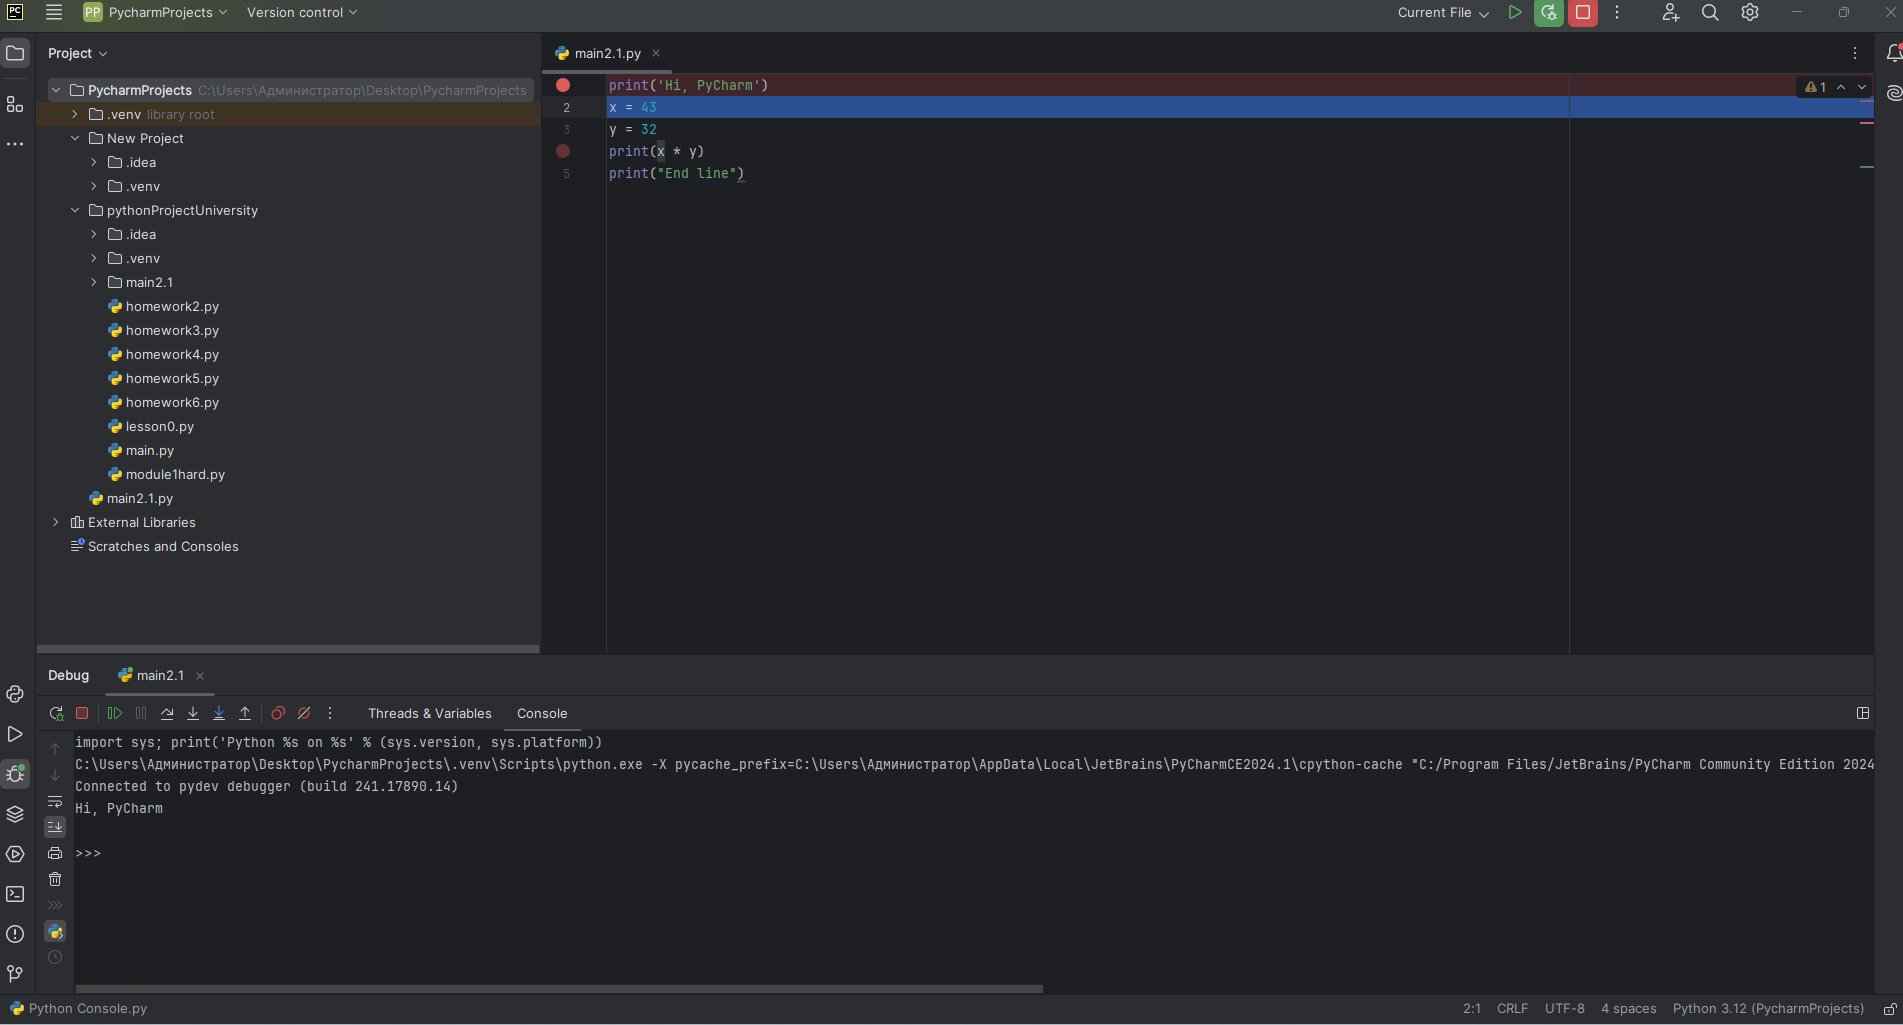 PC PP PycharmProjects Version control Current File
Project
main2.1.py
PycharmProjects C:\Users\Администратор\Desktop\PycharmProjects
.venv library root
New Project
.idea
.venv
pythonProjectUniversity
.idea
.venv
main2.1
homework2.py
homework3.py
homework4.py
homework5.py
homework6.py
lesson0.py
main.py
module1hard.py
main2.1.py
External Libraries
Scratches and Consoles
print('Hi, PyCharm')
1
2 x = 43
3 y = 32
print(x * y)
5 print("End line")
Debug main2.1
Threads & Variables Console
import sys; print('Python %s on %s' % (sys.version, sys.platform))
C:\Users\Администратор\Desktop\PycharmProjects\.venv\Scripts\python.exe -X pycache_prefix=C:\Users\Администратор\AppData\Local\JetBrains\PyCharmCE2024.1\cpython-cache "C:/Program Files/JetBrains/PyCharm Community Edition 2024
Connected to pydev debugger (build 241.17890.14)
Hi, PyCharm
>>>
Python Console.py 2:1 CRLF UTF-8 4 spaces Python 3.12 (PycharmProjects)